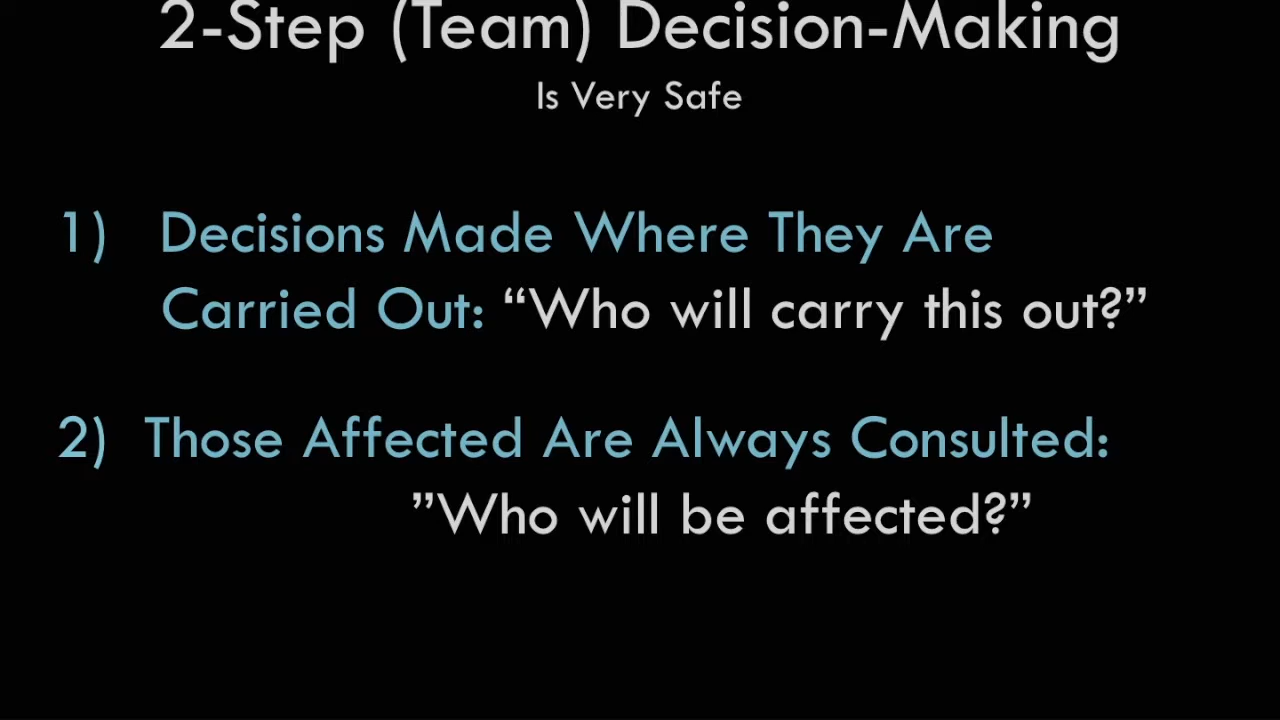 2-Step (Team) Decision-Making
Is Very Safe
1) Decisions Made Where They Are
Carried Out: “Who will carry this out?”
2) Those Affected Are Always Consulted:
”Who will be affected?”